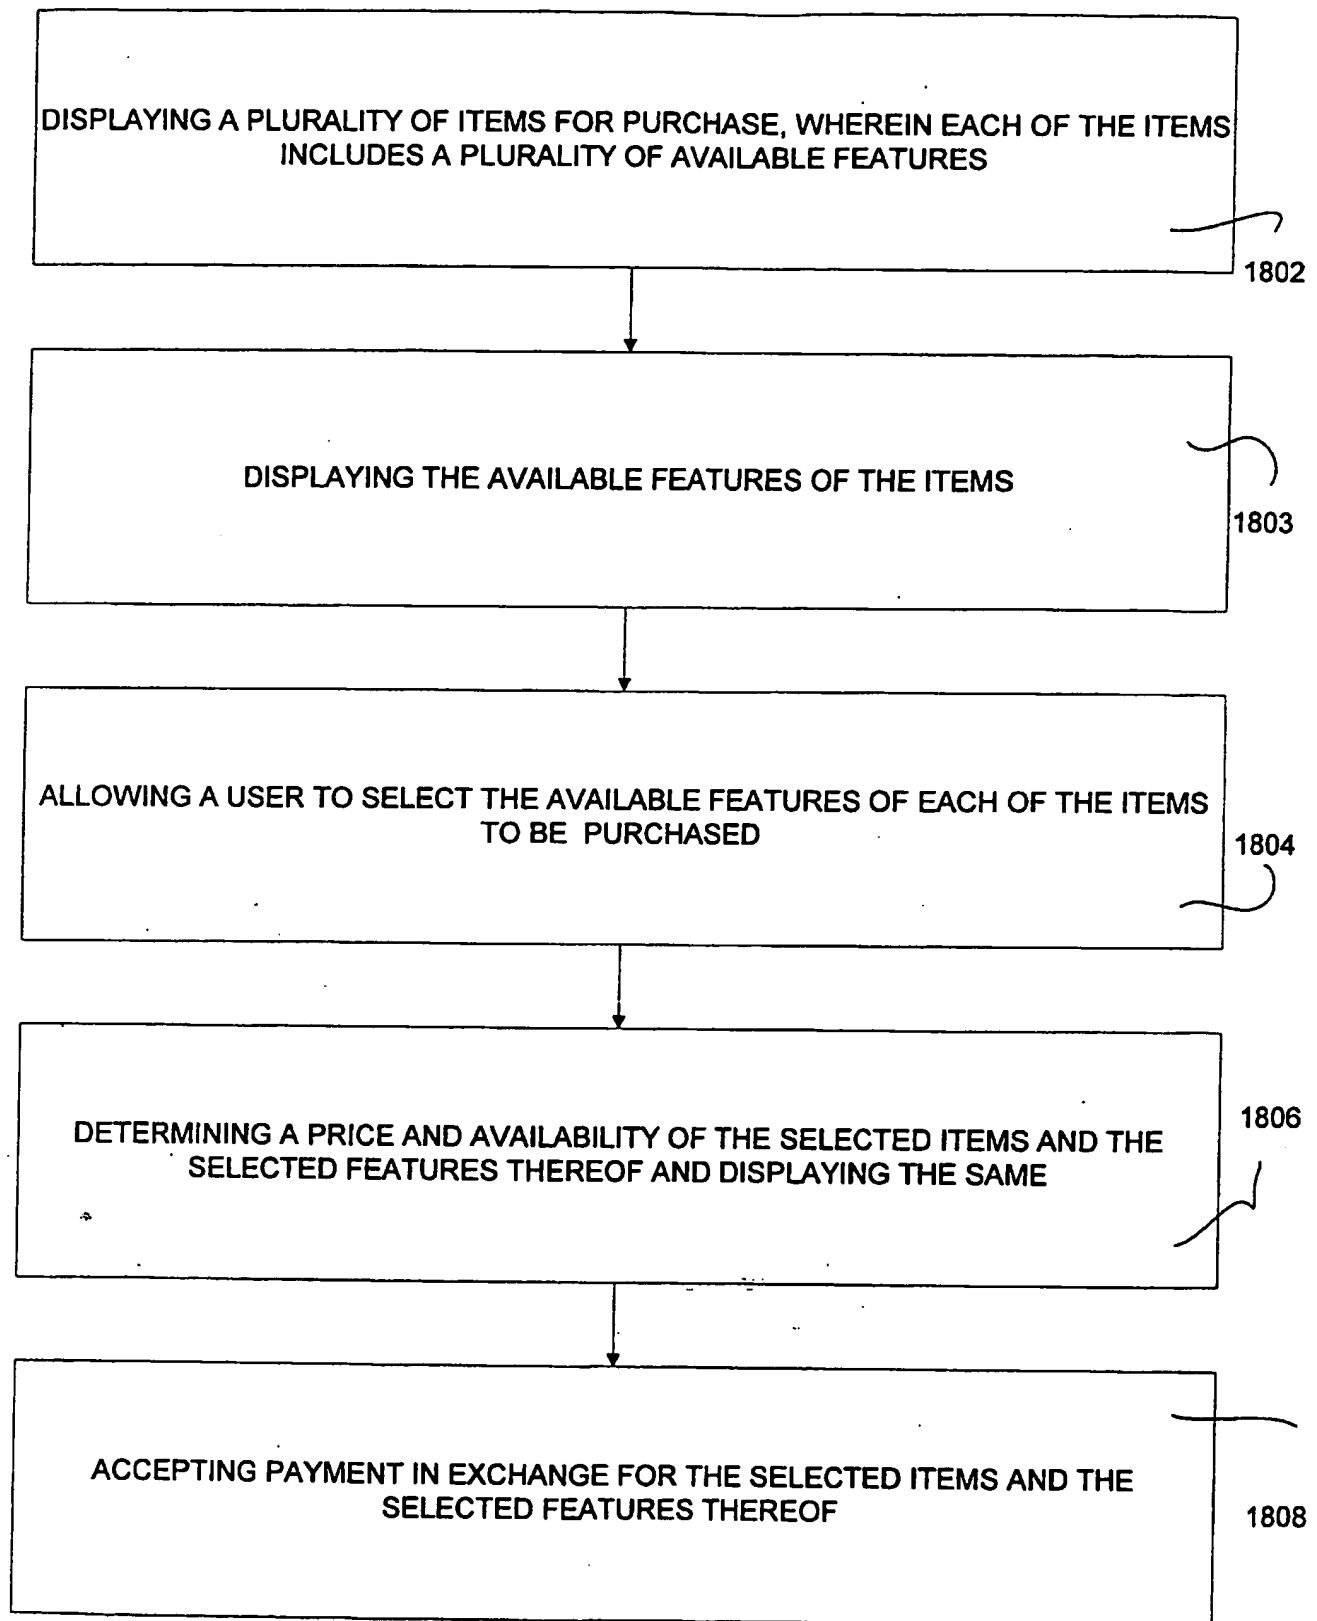 DISPLAYING A PLURALITY OF ITEMS FOR PURCHASE, WHEREIN EACH OF THE ITEMS
INCLUDES A PLURALITY OF AVAILABLE FEATURES
1802
DISPLAYING THE AVAILABLE FEATURES OF THE ITEMS
1803
ALLOWING A USER TO SELECT THE AVAILABLE FEATURES OF EACH OF THE ITEMS
TO BE PURCHASED
1804
DETERMINING A PRICE AND AVAILABILITY OF THE SELECTED ITEMS AND THE
SELECTED FEATURES THEREOF AND DISPLAYING THE SAME
1806
ACCEPTING PAYMENT IN EXCHANGE FOR THE SELECTED ITEMS AND THE
SELECTED FEATURES THEREOF
1808